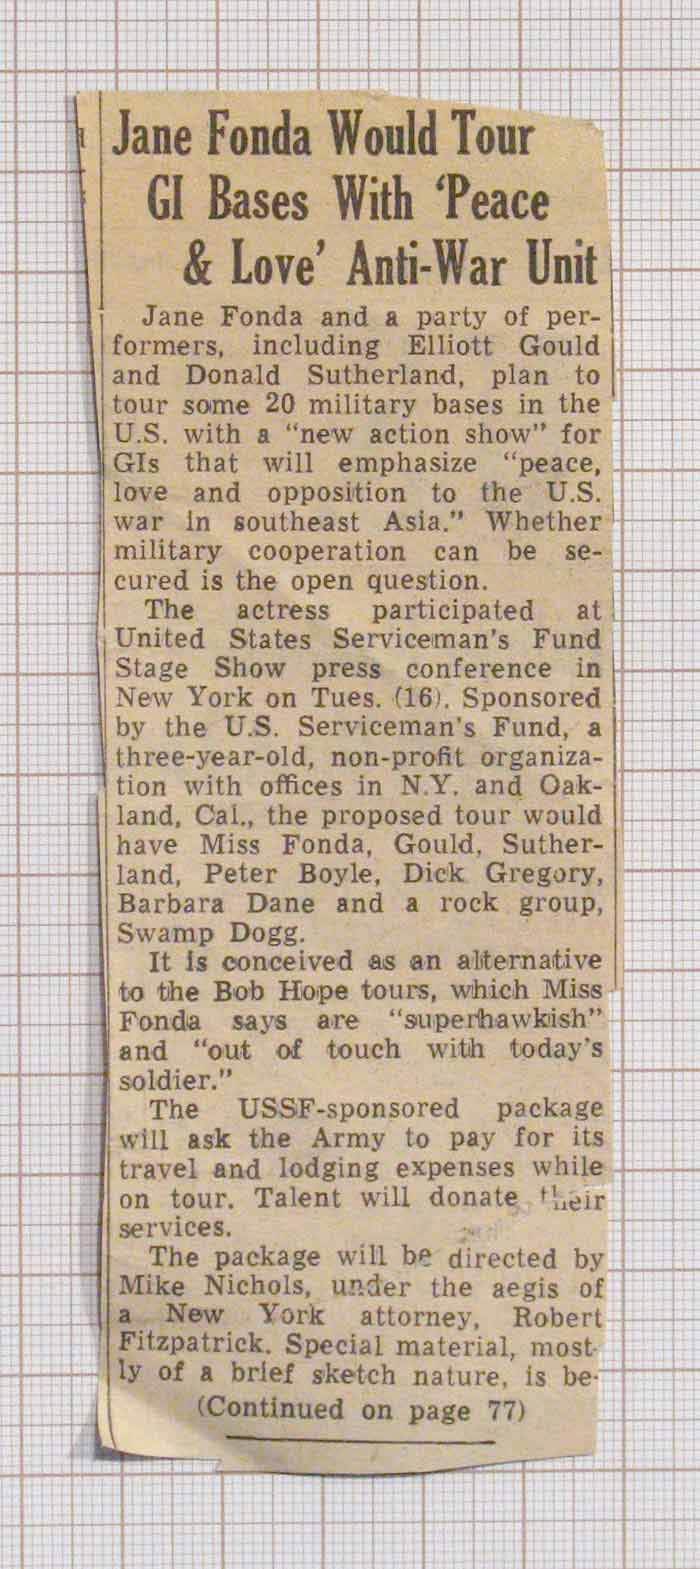 Jane Fonda Would Tour
GI Bases With ‘Peace
& Love’ Anti-War Unit
Jane Fonda and a party of per-
formers, including Elliott Gould
and Donald Sutherland, plan to
tour some 20 military bases in the
U.S. with a “new action show” for
GIs that will emphasize “peace,
love and opposition to the U.S.
war in southeast Asia.” Whether
military cooperation can be se-
cured is the open question.
The actress participated at
United States Serviceman’s Fund
Stage Show press conference in
New York on Tues. (16). Sponsored
by the U.S. Serviceman’s Fund, a
three-year-old, non-profit organiza-
tion with offices in N.Y. and Oak-
land, Cal., the proposed tour would
have Miss Fonda, Gould, Suther-
land, Peter Boyle, Dick Gregory,
Barbara Dane and a rock group,
Swamp Dogg.
It is conceived as an alternative
to the Bob Hope tours, which Miss
Fonda says are “superhawkish”
and “out of touch with today’s
soldier.”
The USSF-sponsored package
will ask the Army to pay for its
travel and lodging expenses while
on tour. Talent will donate their
services.
The package will be directed by
Mike Nichols, under the aegis of
a New York attorney, Robert
Fitzpatrick. Special material, most-
ly of a brief sketch nature, is be-
(Continued on page 77)